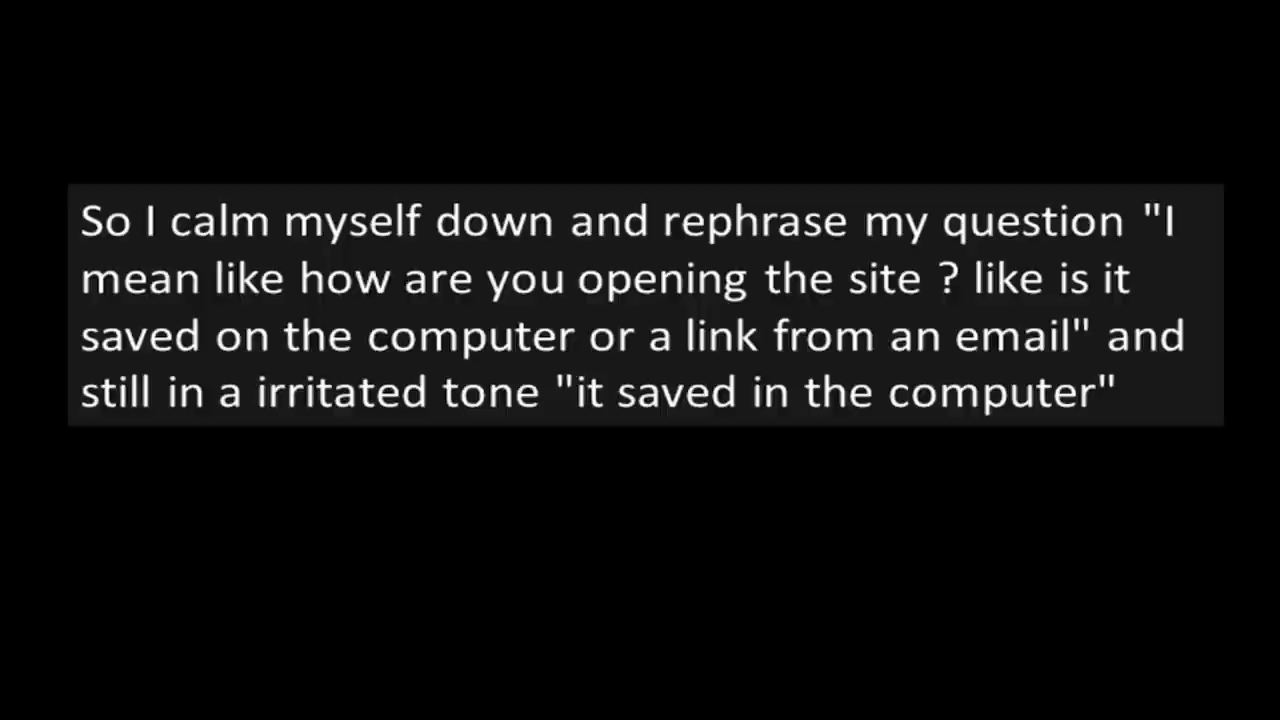 So I calm myself down and rephrase my question "I
mean like how are you opening the site ? like is it
saved on the computer or a link from an email" and
still in a irritated tone "it saved in the computer"